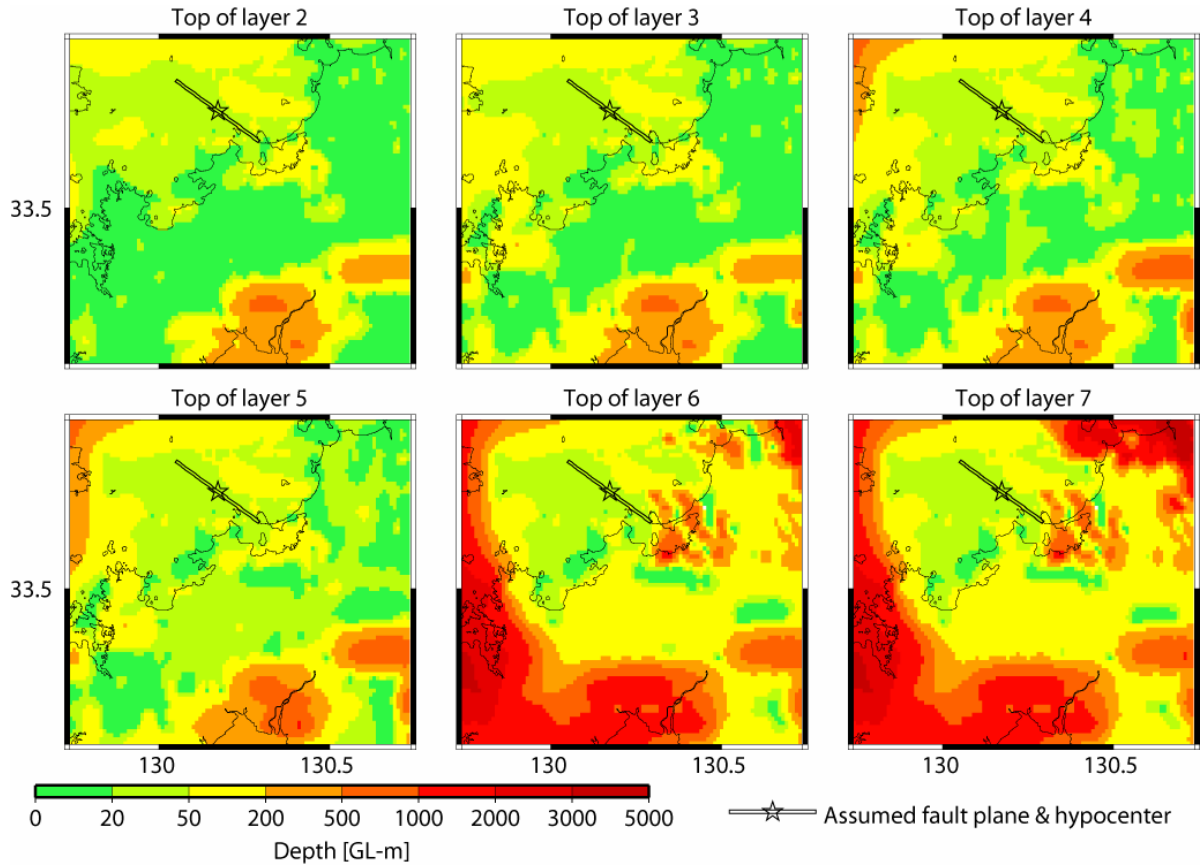 Top of layer 2 Top of layer 3 Top of layer 4
33.5
Top of layer 5 Top of layer 6 Top of layer 7
33.5
130 130.5 130 130.5 130 130.5
0 20 50 200 500 1000 2000 3000 5000
Assumed fault plane & hypocenter
Depth [GL-m]